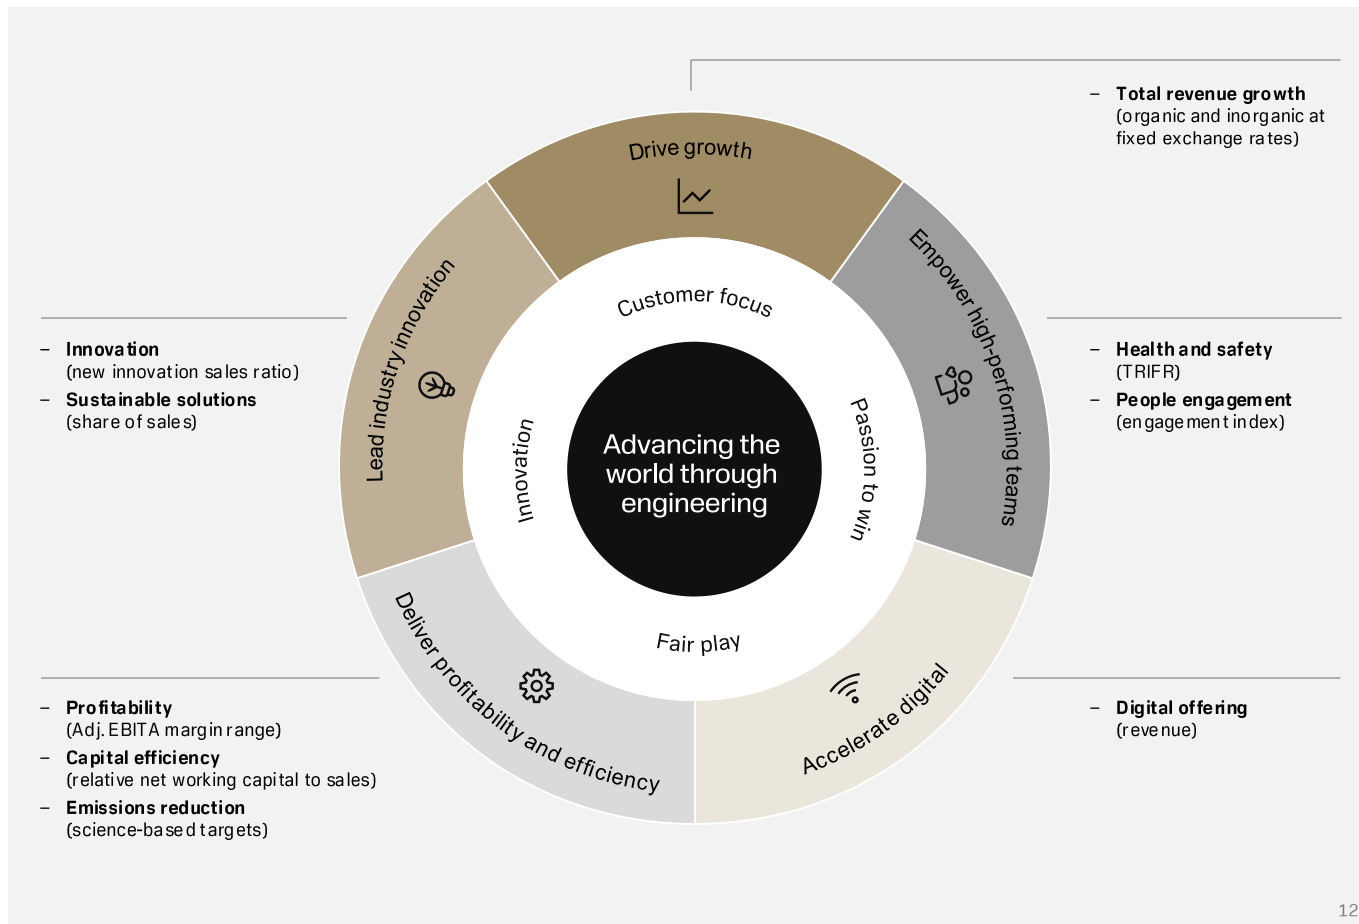 – Total revenue growth
(organic and inorganic at
fixed exchange rates)
Drive growth
Empower high-performing teams
Lead industry innovation
Customer focus
– Innovation
(new innovation sales ratio)
– Sustainable solutions
(share of sales)
– Health and safety
(TRIFR)
– People engagement
(engagement index)
Innovation
Advancing the
world through
engineering
Passion to win
Fair play
Deliver profitability and efficiency
Accelerate digital
– Profitability
(Adj. EBITA margin range)
– Capital efficiency
(relative net working capital to sales)
– Emissions reduction
(science-based targets)
– Digital offering
(revenue)
12